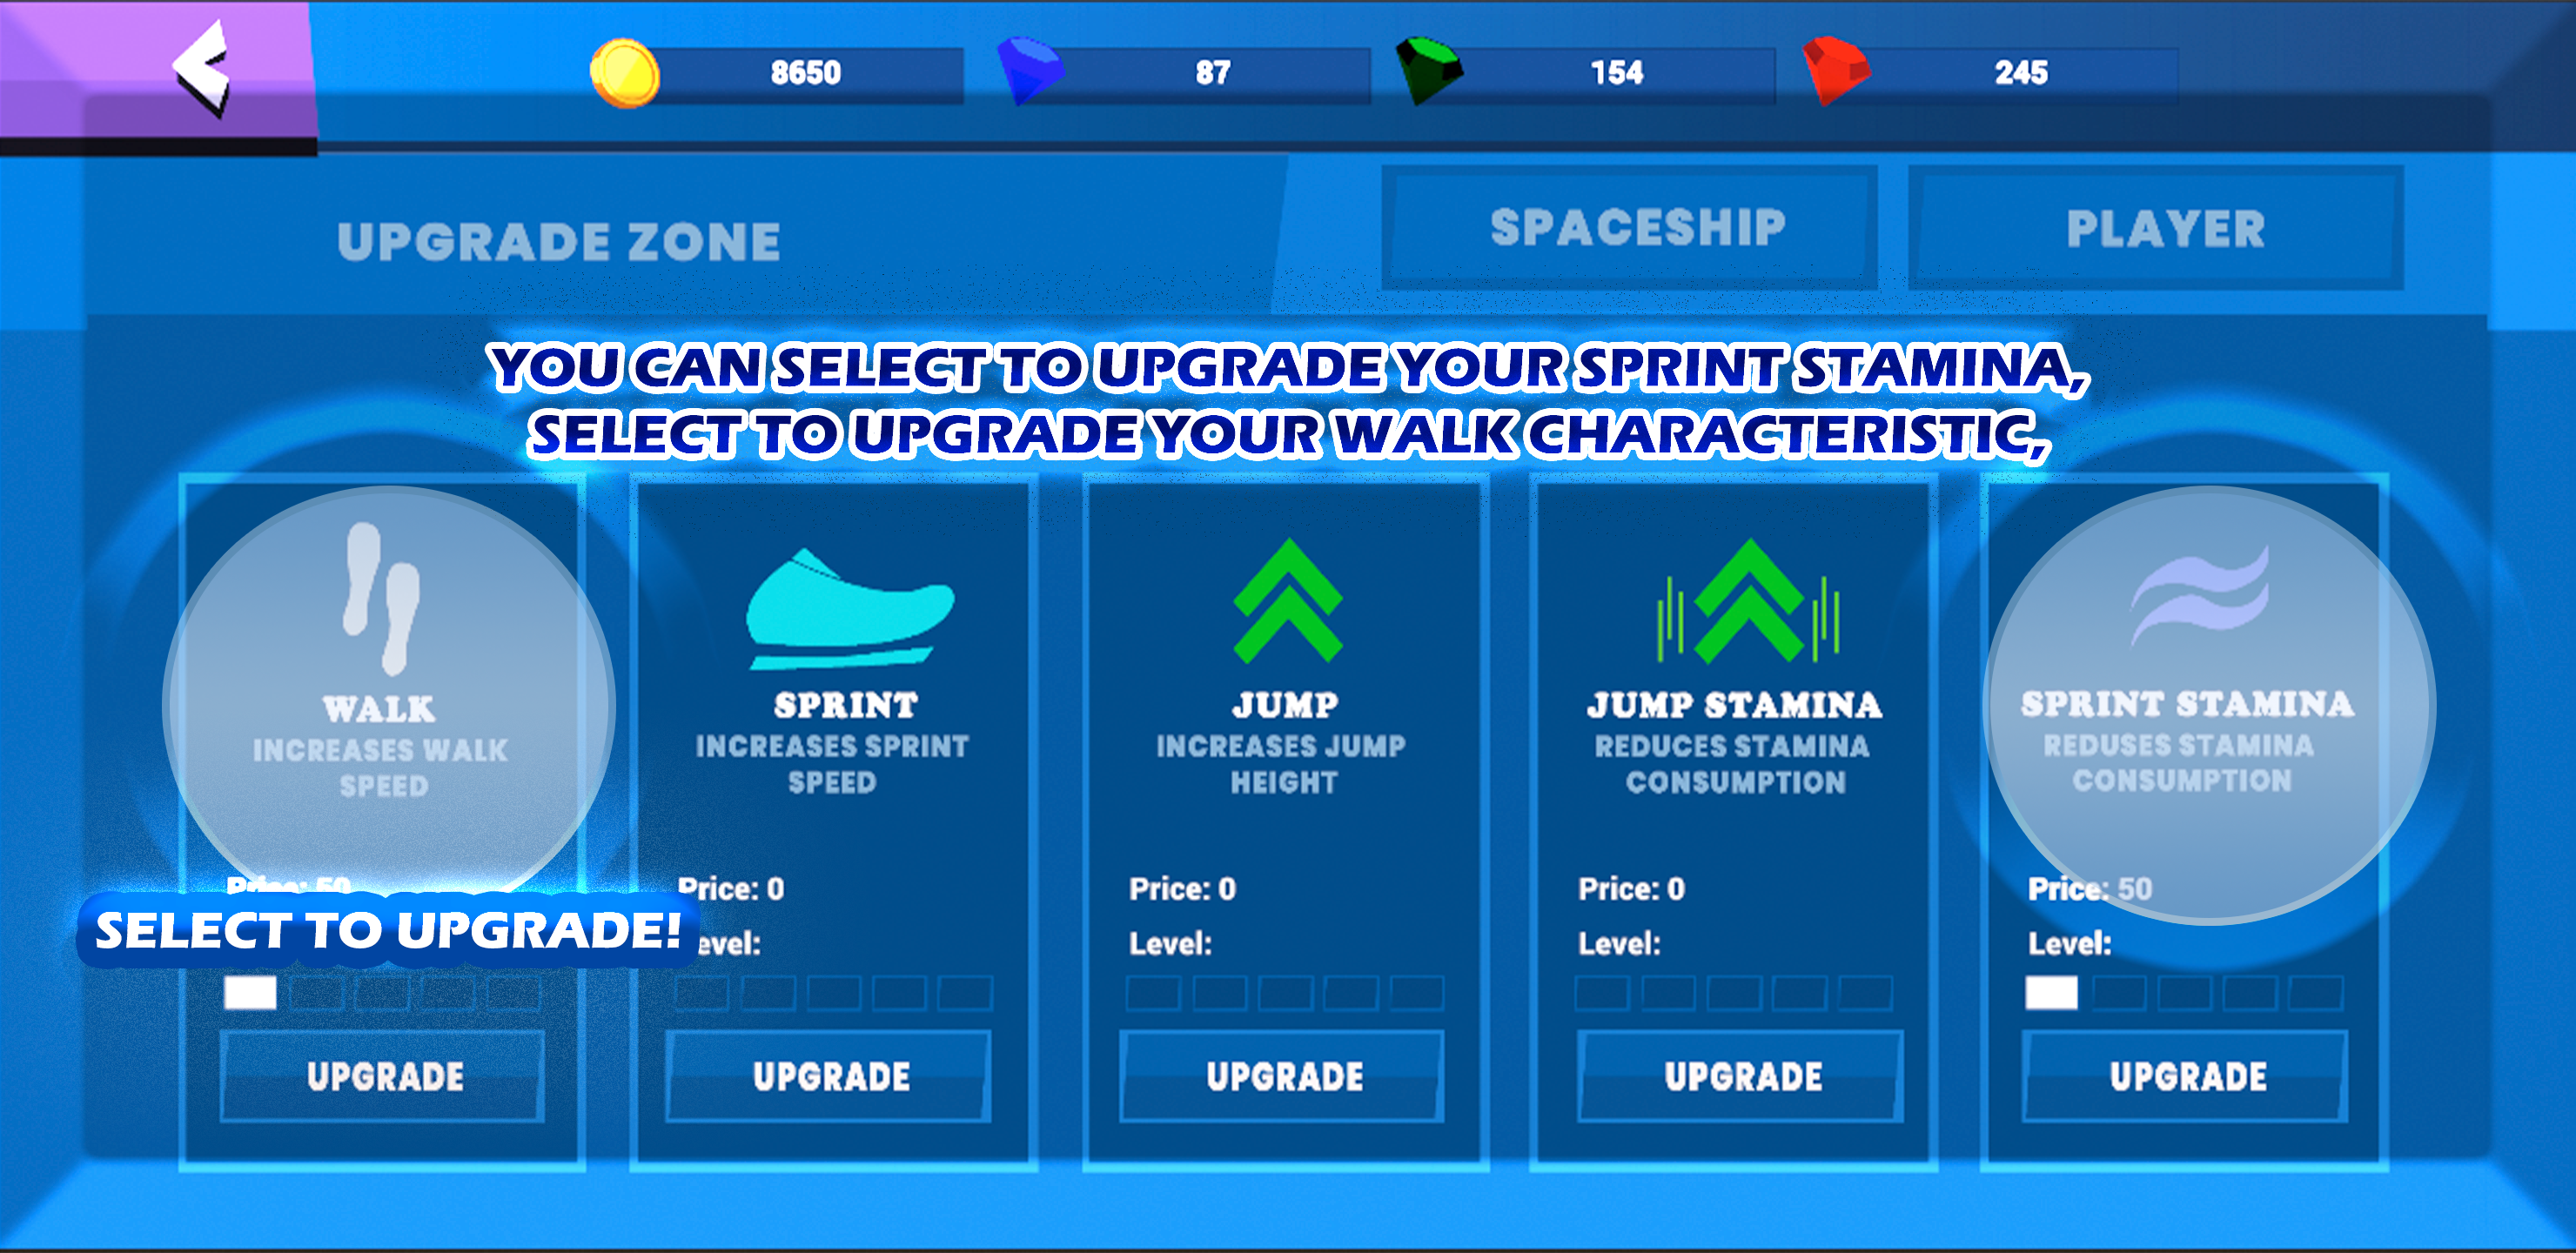 8650
87
154
245
UPGRADE ZONE
SPACESHIP
PLAYER
YOU CAN SELECT TO UPGRADE YOUR SPRINT STAMINA,
SELECT TO UPGRADE YOUR WALK CHARACTERISTIC,
WALK
INCREASES WALK
SPEED
Price: 50
SELECT TO UPGRADE!
UPGRADE
SPRINT
INCREASES SPRINT
SPEED
Price: 0
Level:
UPGRADE
JUMP
INCREASES JUMP
HEIGHT
Price: 0
Level:
UPGRADE
JUMP STAMINA
REDUCES STAMINA
CONSUMPTION
Price: 0
Level:
UPGRADE
SPRINT STAMINA
REDUSES STAMINA
CONSUMPTION
Price: 50
Level:
UPGRADE